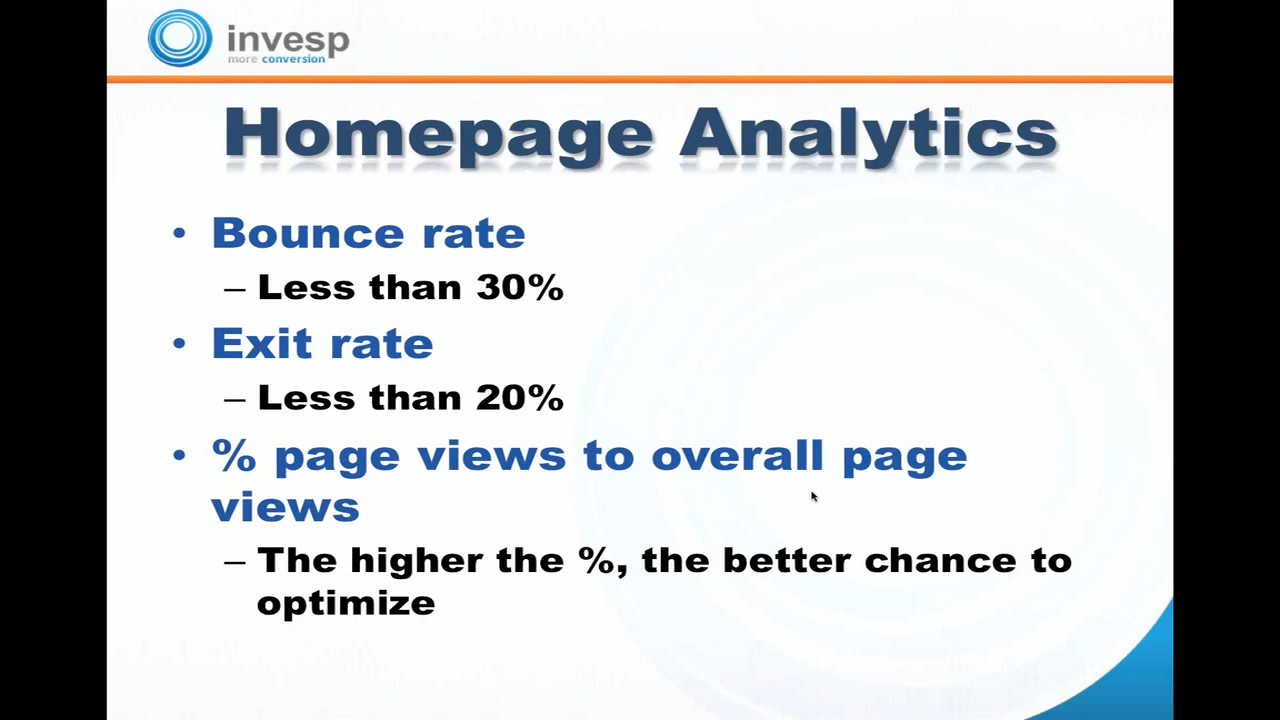 invesp
more conversion
Homepage Analytics
• Bounce rate
– Less than 30%
• Exit rate
– Less than 20%
• % page views to overall page
views
– The higher the %, the better chance to
optimize